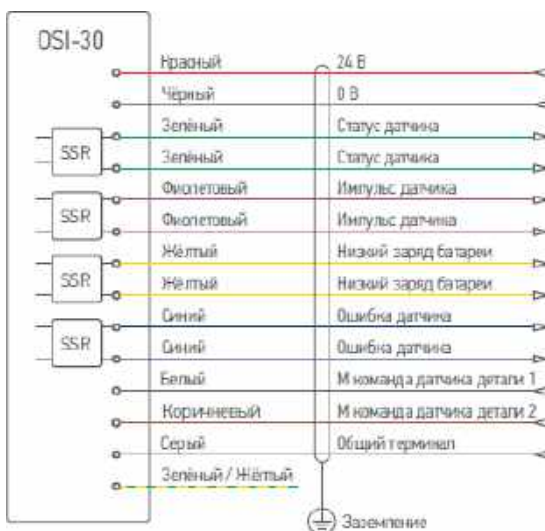 OSI-30
Красный 24 В
Чёрный 0 В
Зелёный Статус датчика
SSR
Зелёный Статус датчика
Фиолетовый Импульс датчика
SSR
Фиолетовый Импульс датчика
Жёлтый Низкий заряд батареи
SSR
Жёлтый Низкий заряд батареи
Синий Ошибка датчика
SSR
Синий Ошибка датчика
Белый М команда датчика детали 1
Коричневый М команда датчика детали 2
Серый Общий терминал
Зелёный / Жёлтый
Заземление